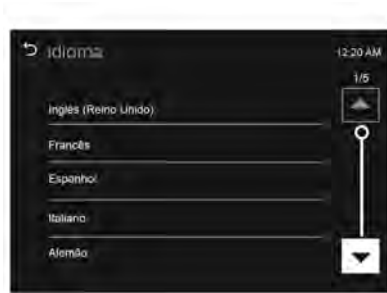 idioma
12:20 AM
1/5
Inglês (Reino Unido)
Francês
Espanhol
Italiano
Alemão